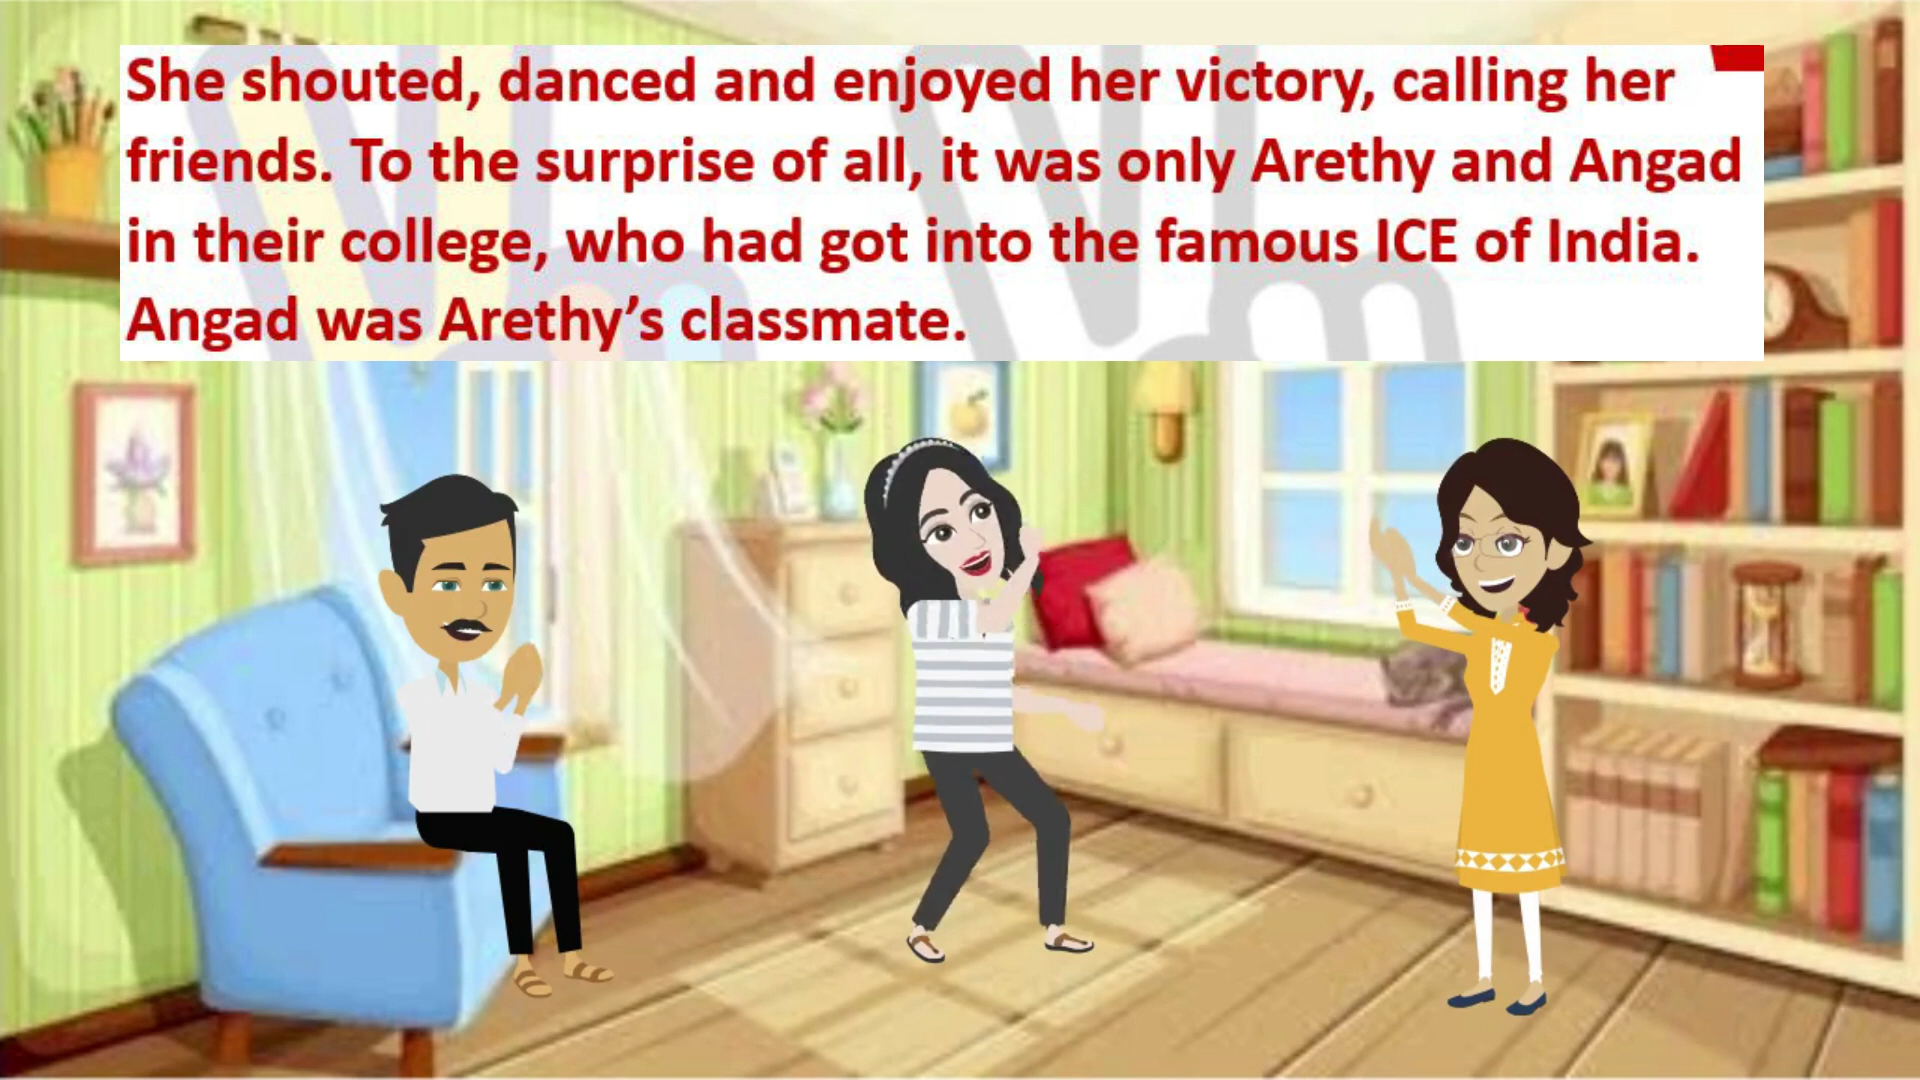 She shouted, danced and enjoyed her victory, calling her
friends. To the surprise of all, it was only Arethy and Angad
in their college, who had got into the famous ICE of India.
Angad was Arethy’s classmate.